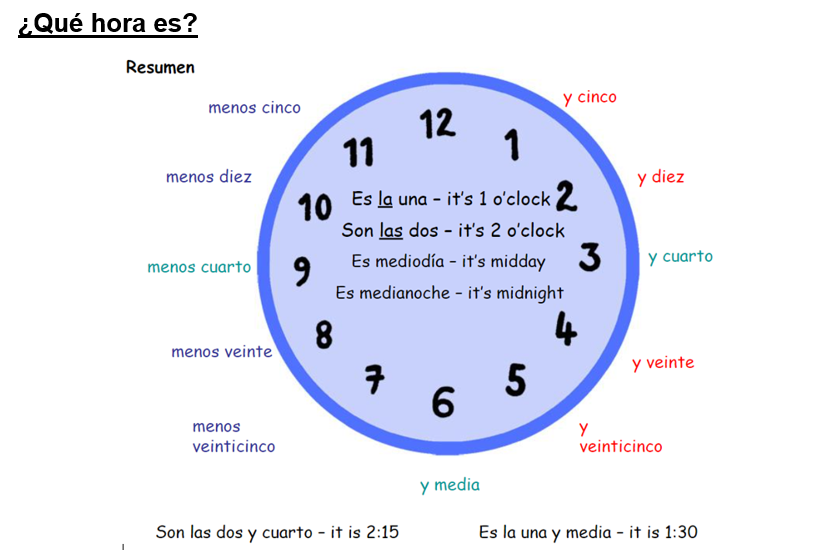 ¿Qué hora es?
Resumen
menos cinco
y cinco
12
11
1
menos diez
y diez
10
Es la una – it's 1 o'clock
2
Son las dos – it's 2 o'clock
menos cuarto
9
Es mediodía – it's midday
3
y cuarto
Es medianoche – it's midnight
8
4
menos veinte
y veinte
7
5
6
menos
veinticinco
y
veinticinco
y media
Son las dos y cuarto – it is 2:15
Es la una y media – it is 1:30